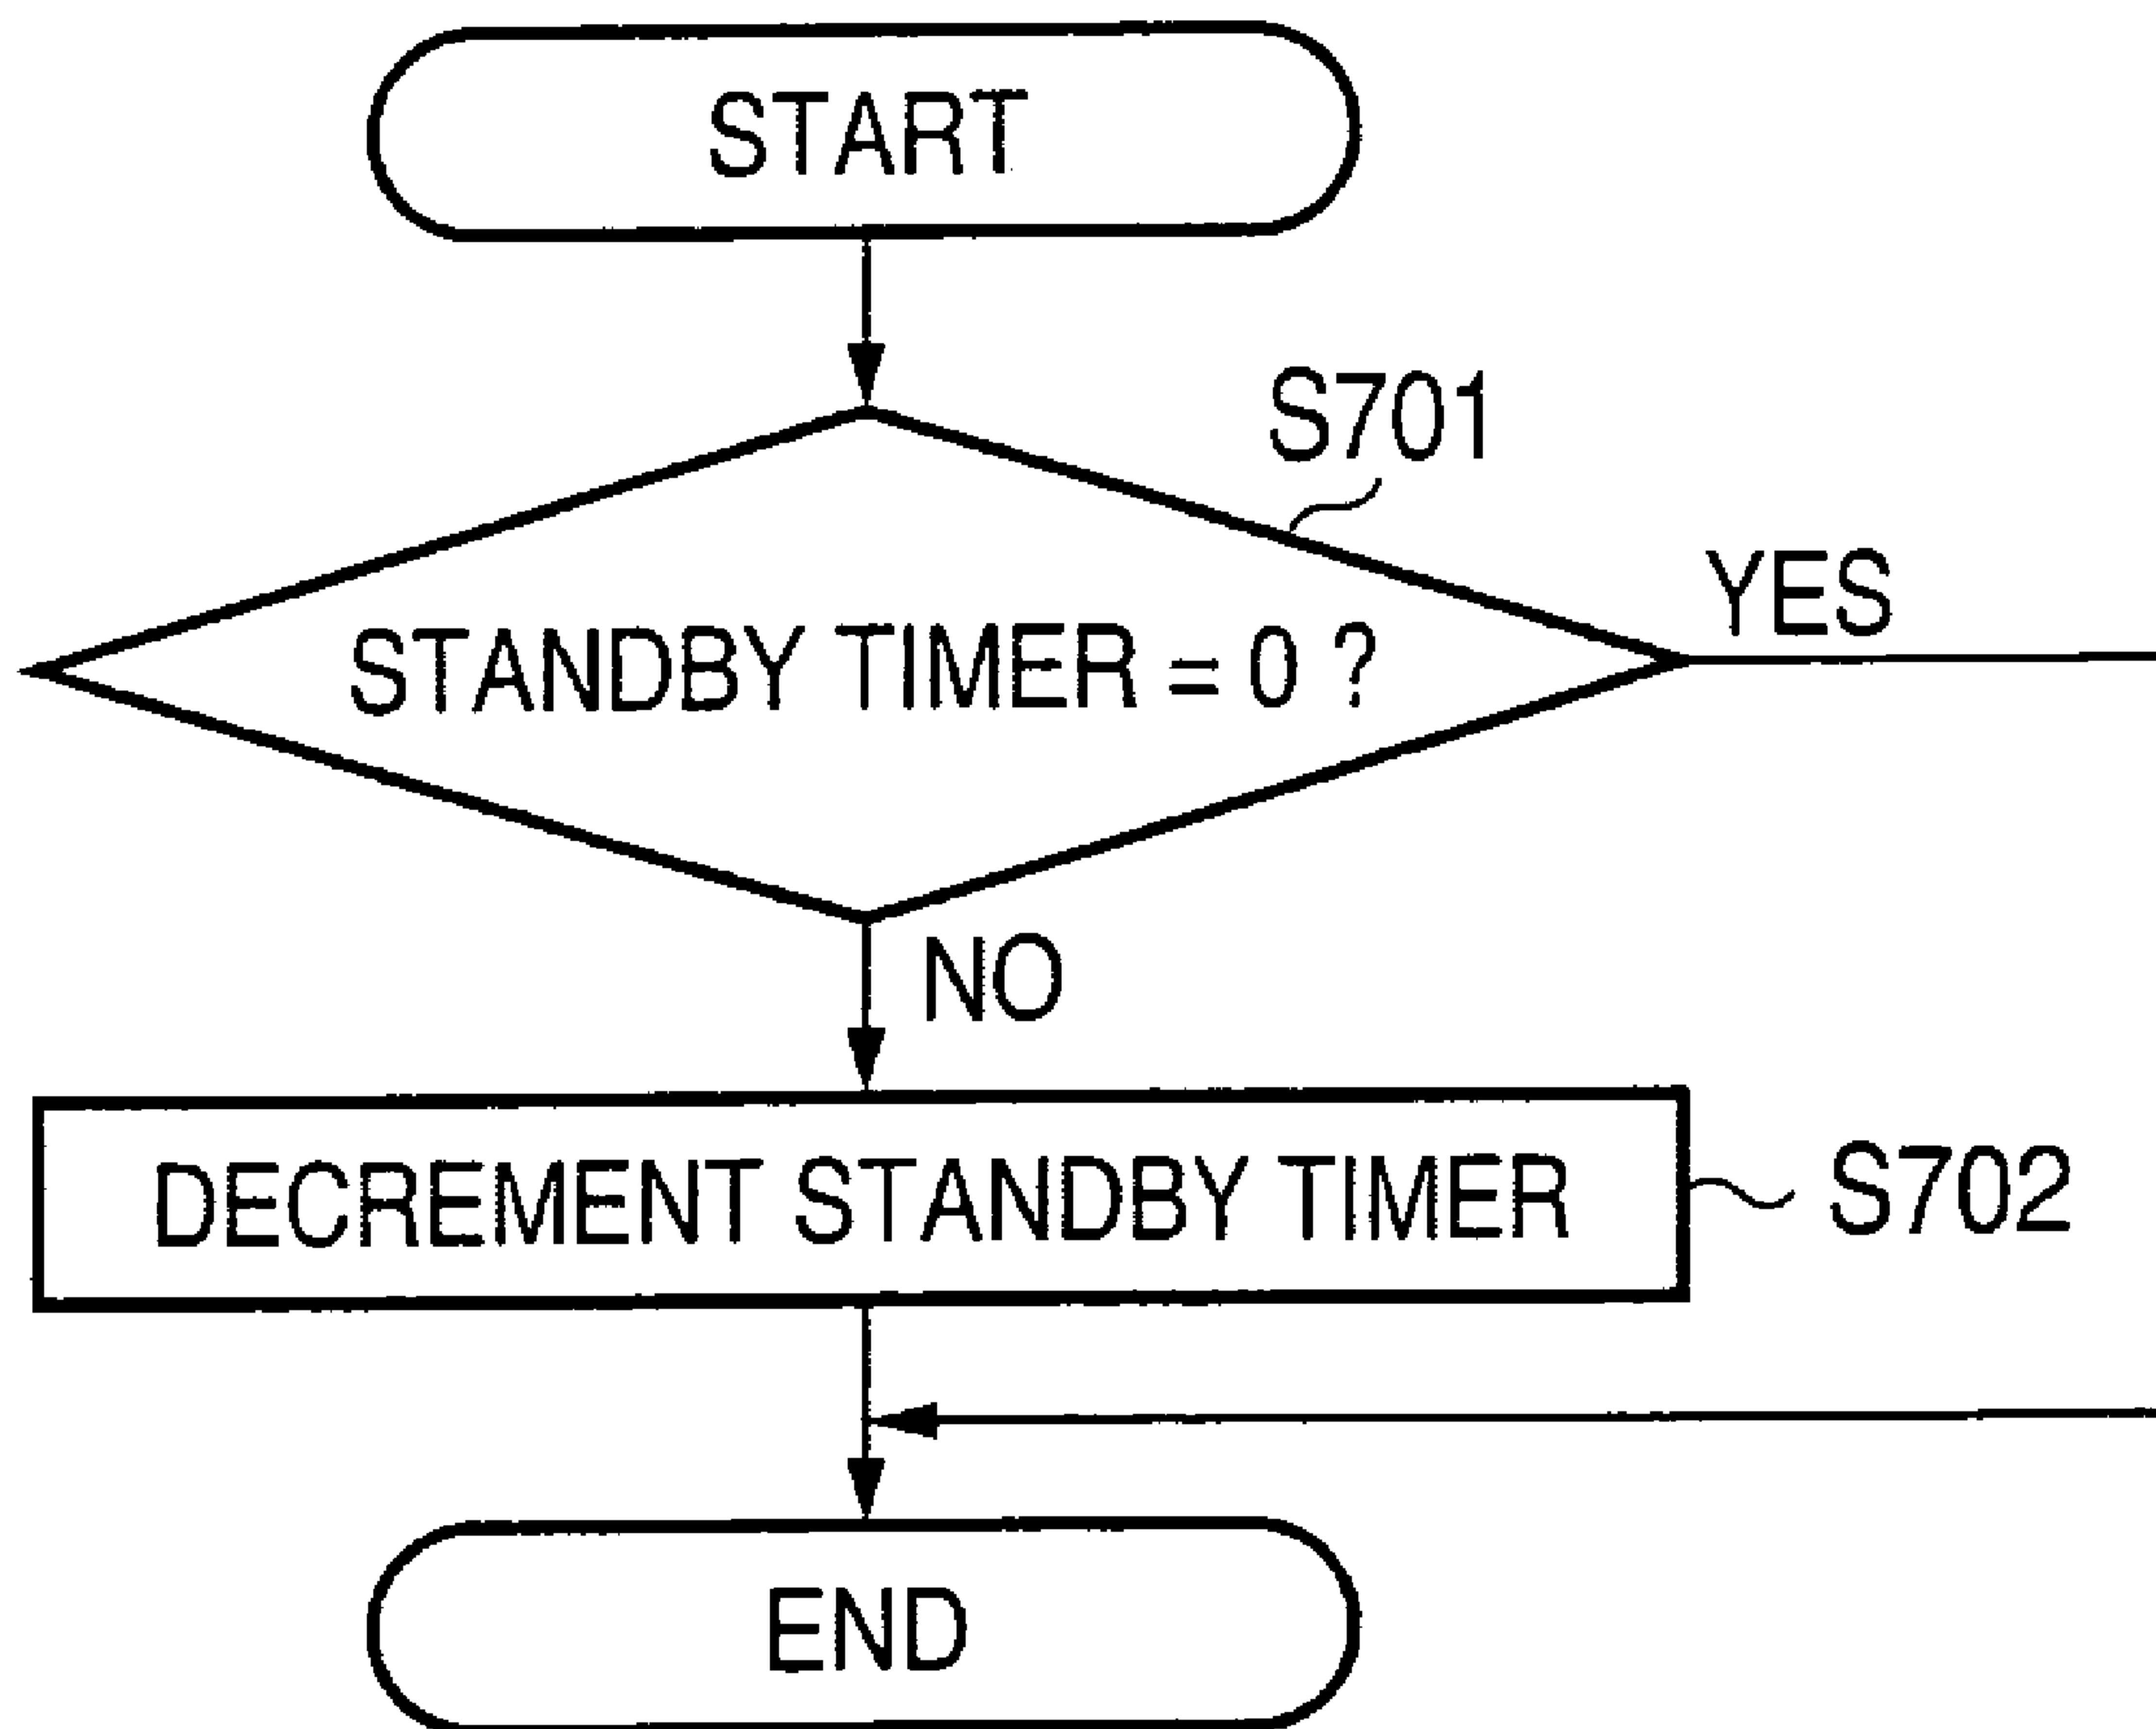 START
S701
YES
STANDBY TIMER = 0 ?
NO
DECREMENT STANDBY TIMER
S702
END